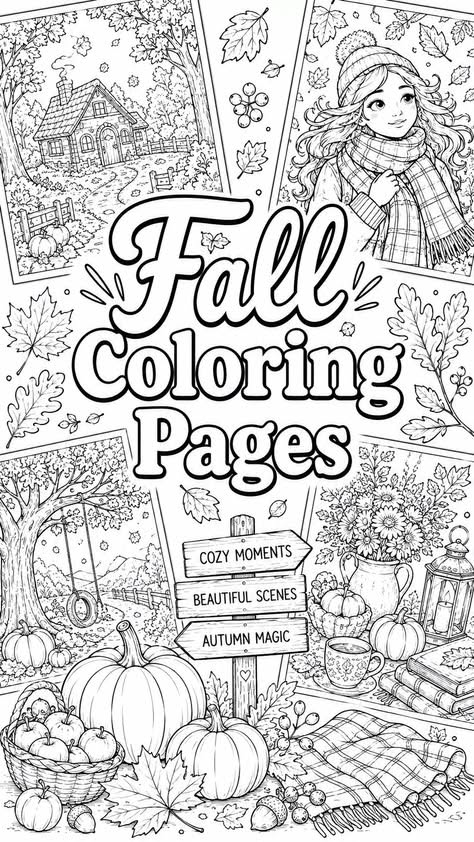 Fall
Coloring
Pages
COZY MOMENTS
BEAUTIFUL SCENES
AUTUMN MAGIC